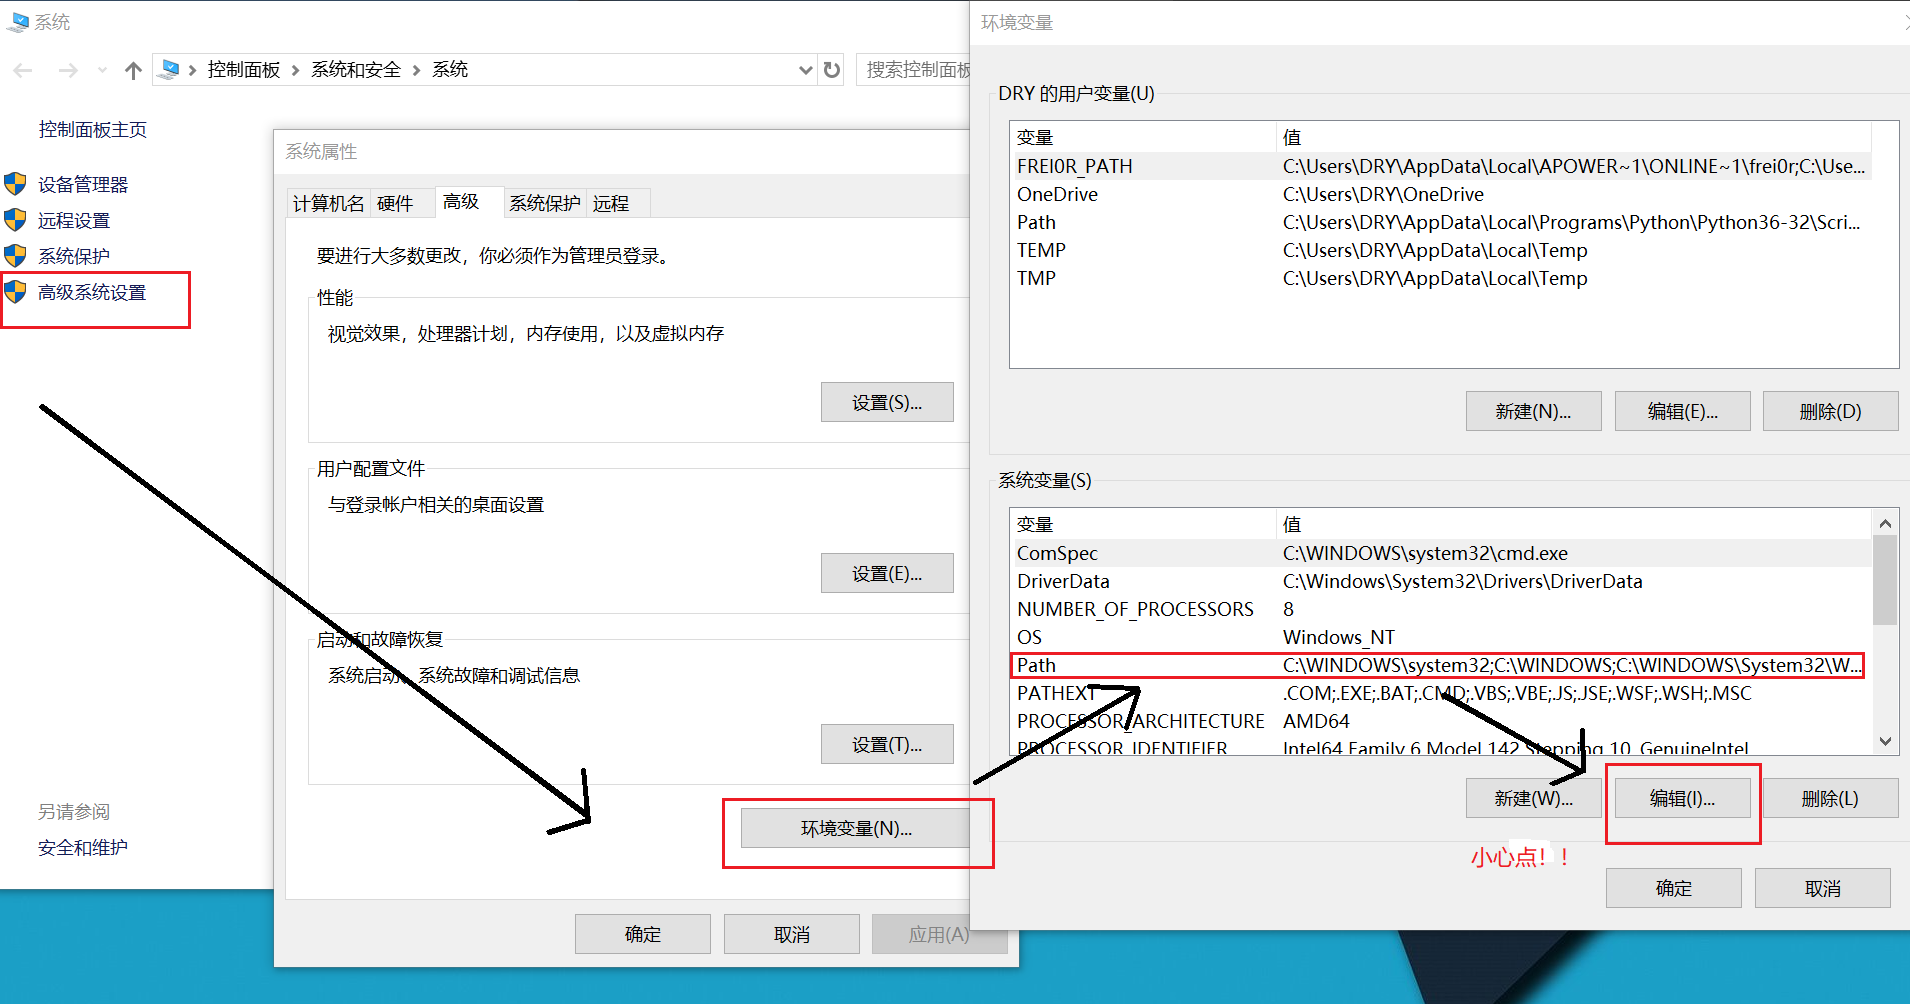 系统
控制面板 系统和安全 系统
搜索控制面板
控制面板主页
设备管理器
远程设置
系统保护
高级系统设置
另请参阅
安全和维护
系统属性
计算机名 硬件 高级 系统保护 远程
要进行大多数更改，你必须作为管理员登录。
性能
视觉效果，处理器计划，内存使用，以及虚拟内存
设置(S)...
用户配置文件
与登录帐户相关的桌面设置
设置(E)...
启动和故障恢复
系统启动、系统故障和调试信息
设置(T)...
环境变量(N)...
确定 取消 应用(A)
环境变量
DRY 的用户变量(U)
变量 值
FREI0R_PATH C:\Users\DRY\AppData\Local\APOWER~1\ONLINE~1\frei0r;C:\Use...
OneDrive C:\Users\DRY\OneDrive
Path C:\Users\DRY\AppData\Local\Programs\Python\Python36-32\Scri...
TEMP C:\Users\DRY\AppData\Local\Temp
TMP C:\Users\DRY\AppData\Local\Temp
新建(N)... 编辑(E)... 删除(D)
系统变量(S)
变量 值
ComSpec C:\WINDOWS\system32\cmd.exe
DriverData C:\Windows\System32\Drivers\DriverData
NUMBER_OF_PROCESSORS 8
OS Windows_NT
Path C:\WINDOWS\system32;C:\WINDOWS;C:\WINDOWS\System32\W...
PATHEXT .COM;.EXE;.BAT;.CMD;.VBS;.VBE;.JS;.JSE;.WSF;.WSH;.MSC
PROCESSOR_ARCHITECTURE AMD64
PROCESSOR_IDENTIFIER Intel64 Family 6 Model 142 Stepping 10, GenuineIntel
新建(W)... 编辑(I)... 删除(L)
小心点！！
确定 取消